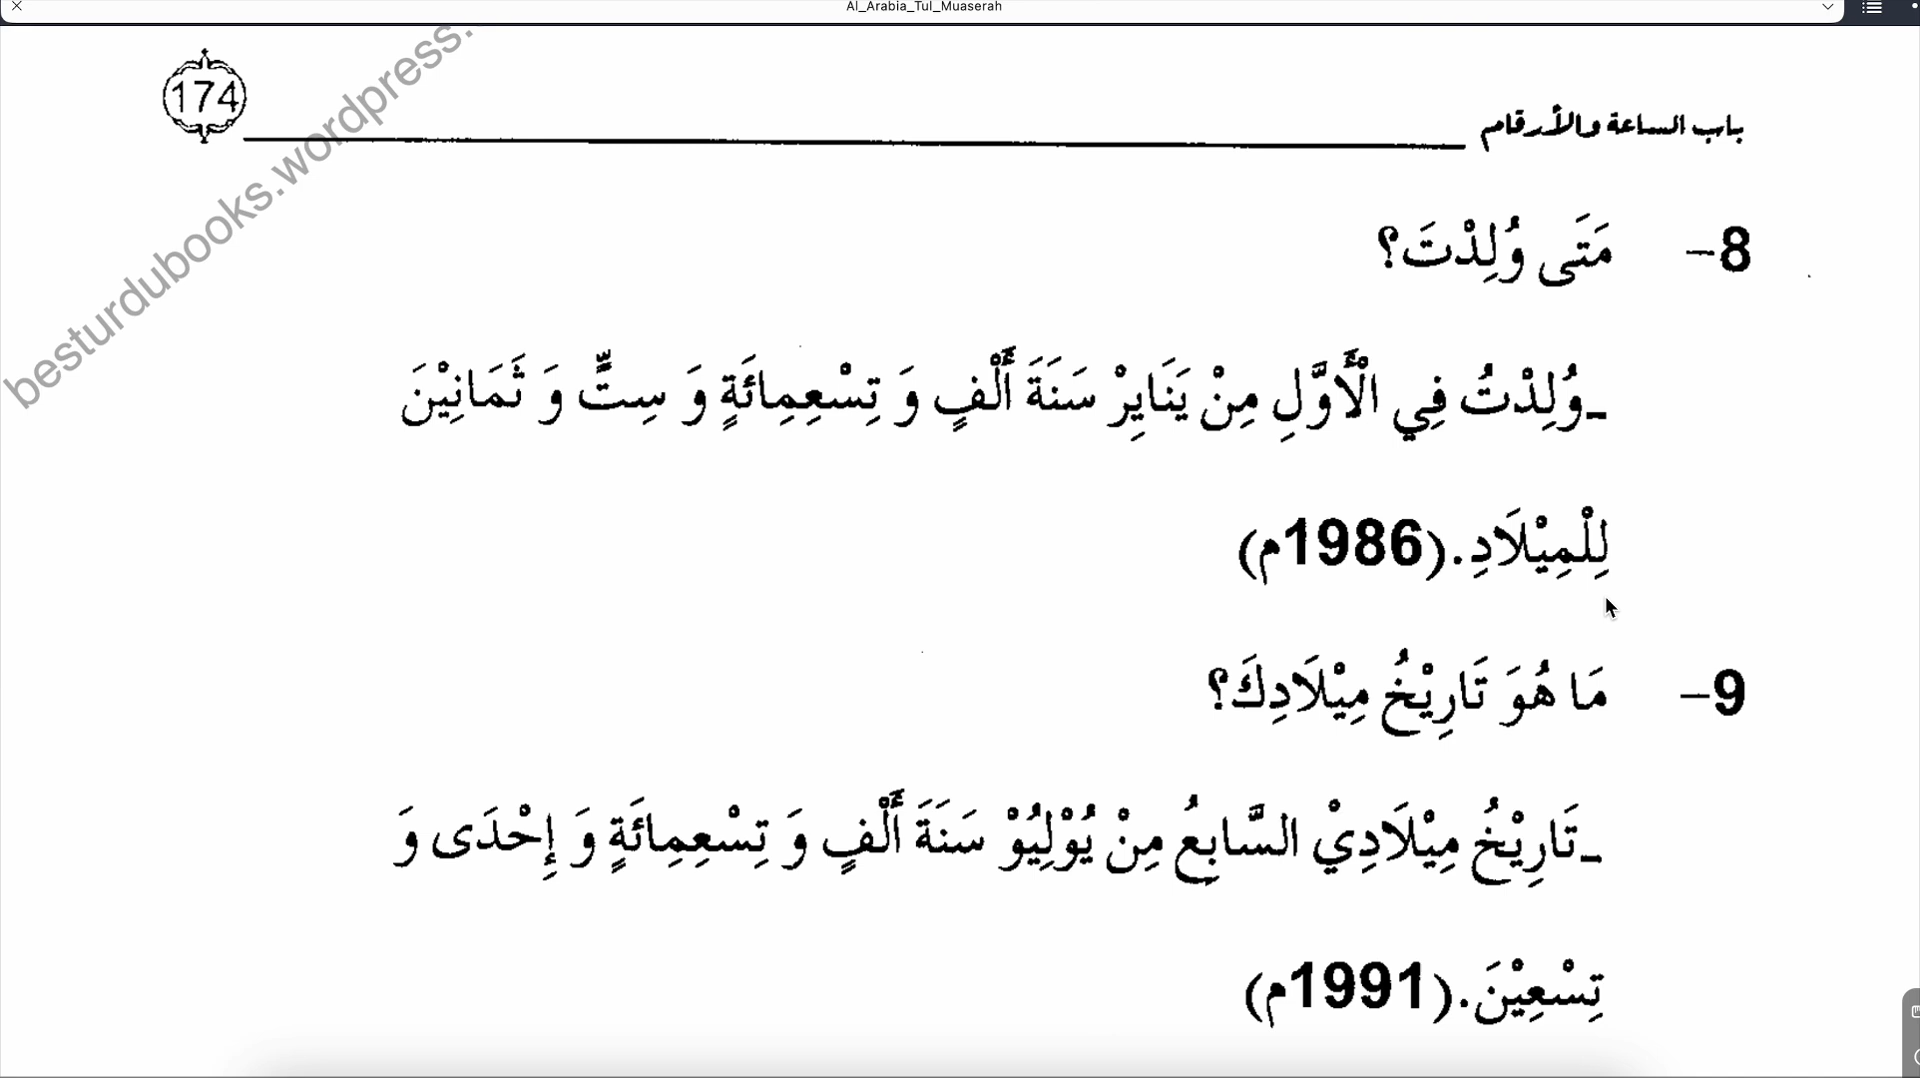 Al_Arabia_Tul_Muaserah
174
باب الساعة والأرقام
besturdubooks.wordpress.
8- مَتَى وُلِدْتَ؟
ـ وُلِدْتُ فِي الْأَوَّلِ مِنْ يَنَايِرْ سَنَةَ أَلْفٍ وَ تِسْعِمِائَةٍ وَ سِتٍّ وَ ثَمَانِيْنَ
لِلْمِيْلَادِ. (1986م)
9- مَا هُوَ تَارِيْخُ مِيْلَادِكَ؟
ـ تَارِيْخُ مِيْلَادِيْ السَّابِعُ مِنْ يُوْلِيُوْ سَنَةَ أَلْفٍ وَ تِسْعِمِائَةٍ وَ إِحْدَى وَ
تِسْعِيْنَ. (1991م)